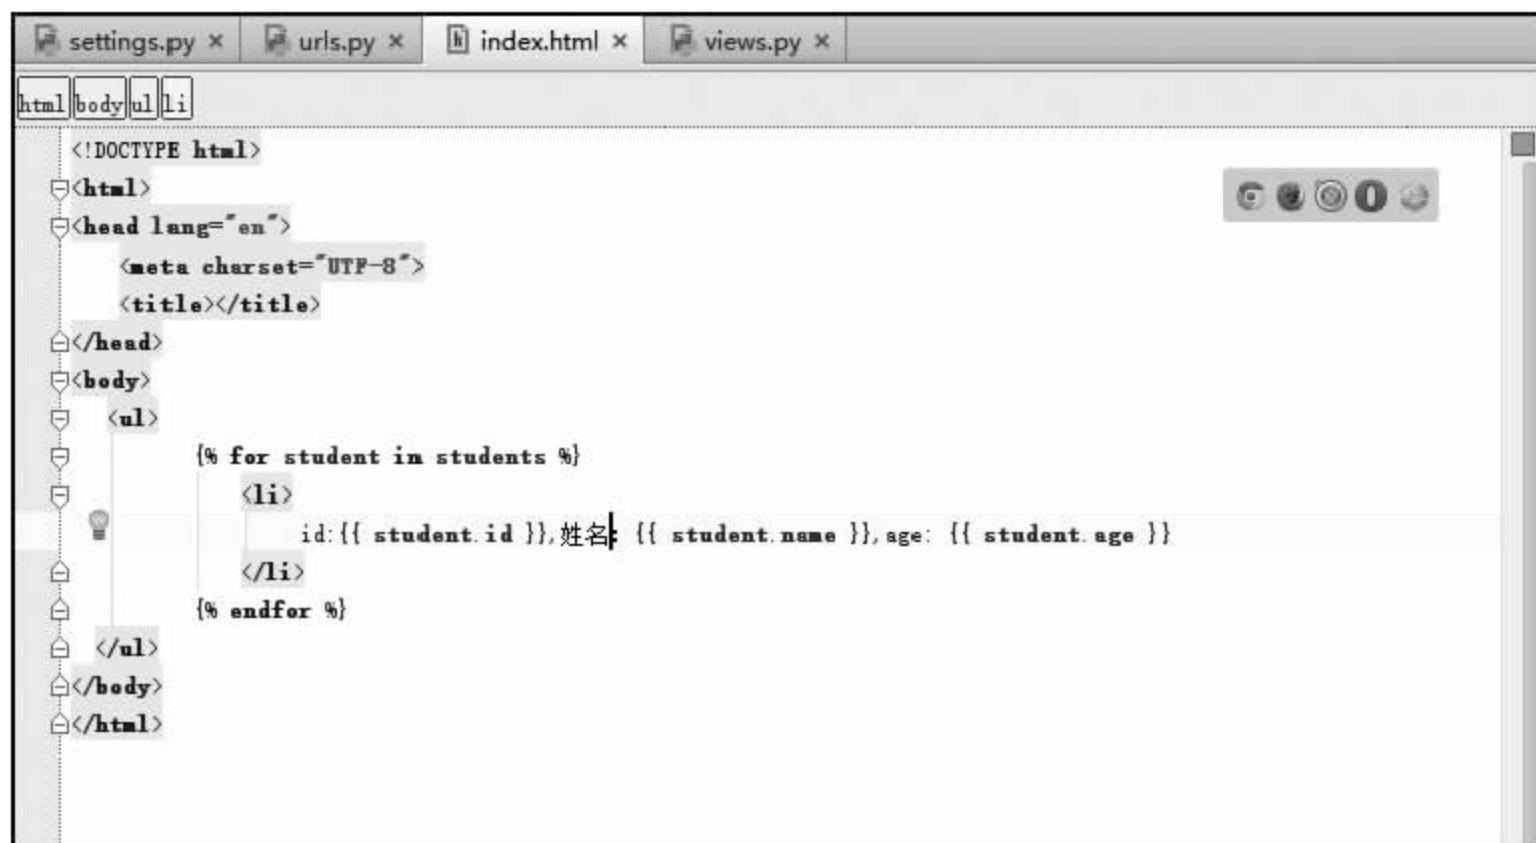 settings.py × urls.py × index.html × views.py ×
html body ul li
<!DOCTYPE html>
<html>
<head lang="en">
<meta charset="UTF-8">
<title></title>
</head>
<body>
<ul>
{% for student in students %}
<li>
id:{{ student.id }},姓名: {{ student.name }},age: {{ student.age }}
</li>
{% endfor %}
</ul>
</body>
</html>